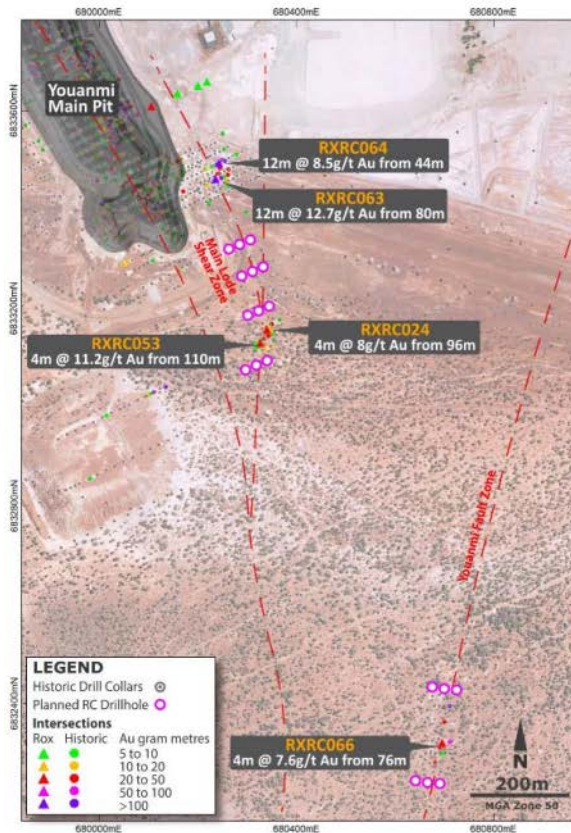 680000mE
680400mE
680800mE
6833600mN
6833200mN
6832800mN
6832400mN
Youanmi
Main Pit
RXRC064
12m @ 8.5g/t Au from 44m
RXRC063
12m @ 12.7g/t Au from 80m
Main Lode
Shear Zone
RXRC053
4m @ 11.2g/t Au from 110m
RXRC024
4m @ 8g/t Au from 96m
Youanmi Fault Zone
RXRC066
4m @ 7.6g/t Au from 76m
LEGEND
Historic Drill Collars
Planned RC Drillhole
Intersections
Rox Historic Au gram metres
5 to 10
10 to 20
20 to 50
50 to 100
>100
N
200m
MGA Zone 50
680000mE
680400mE
680800mE